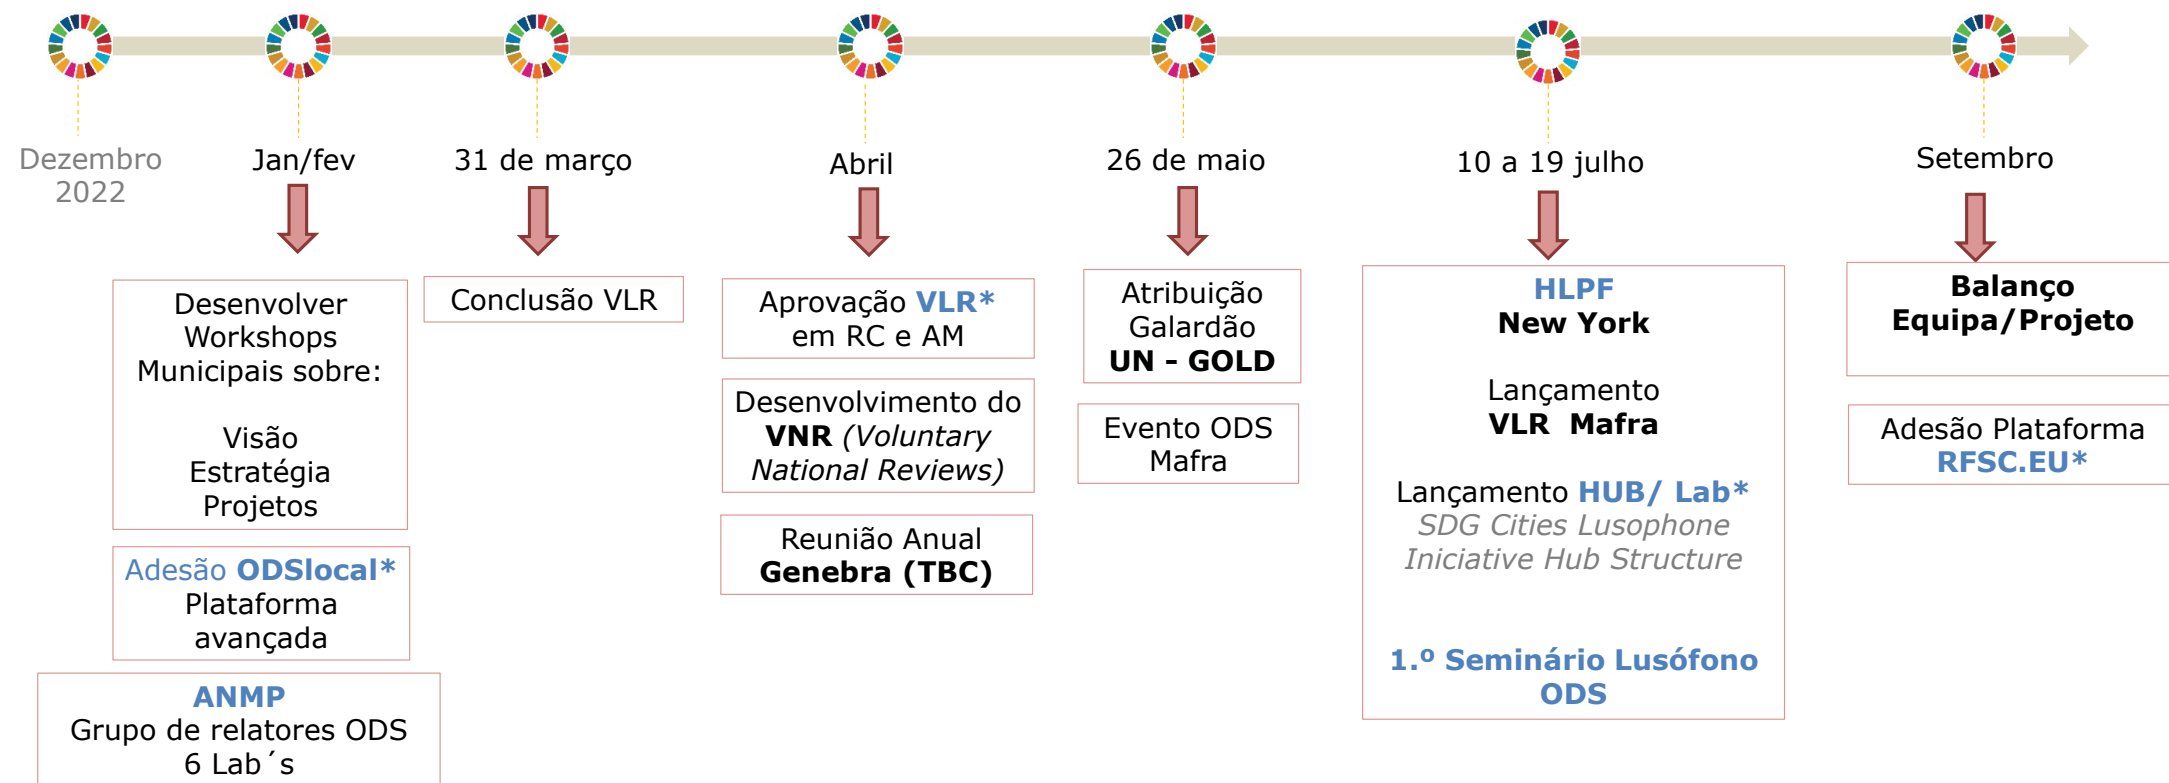 Dezembro
2022
Jan/fev
31 de março
Abril
26 de maio
10 a 19 julho
Setembro
Desenvolver
Workshops
Municipais sobre:
Visão
Estratégia
Projetos
Adesão ODSlocal*
Plataforma
avançada
ANMP
Grupo de relatores ODS
6 Lab´s
Conclusão VLR
Aprovação VLR*
em RC e AM
Desenvolvimento do
VNR (Voluntary
National Reviews)
Reunião Anual
Genebra (TBC)
Atribuição
Galardão
UN - GOLD
Evento ODS
Mafra
HLPF
New York
Lançamento
VLR Mafra
Lançamento HUB/ Lab*
SDG Cities Lusophone
Iniciative Hub Structure
1.º Seminário Lusófono
ODS
Balanço
Equipa/Projeto
Adesão Plataforma
RFSC.EU*